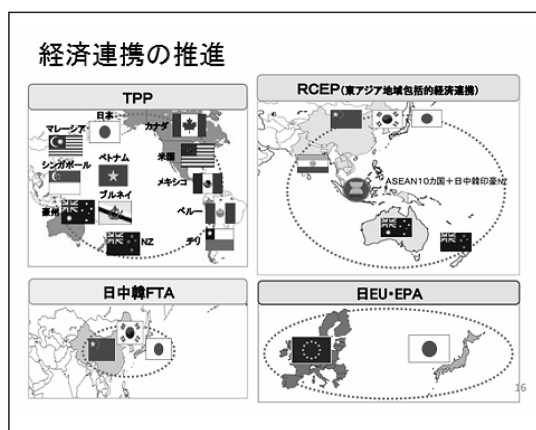 経済連携の推進
TPP
日本
カナダ
マレーシア
米国
ベトナム
シンガポール
メキシコ
ブルネイ
豪州
ペルー
NZ
チリ
RCEP(東アジア地域包括的経済連携)
ASEAN10カ国+日中韓印豪NZ
日中韓FTA
日EU・EPA
16